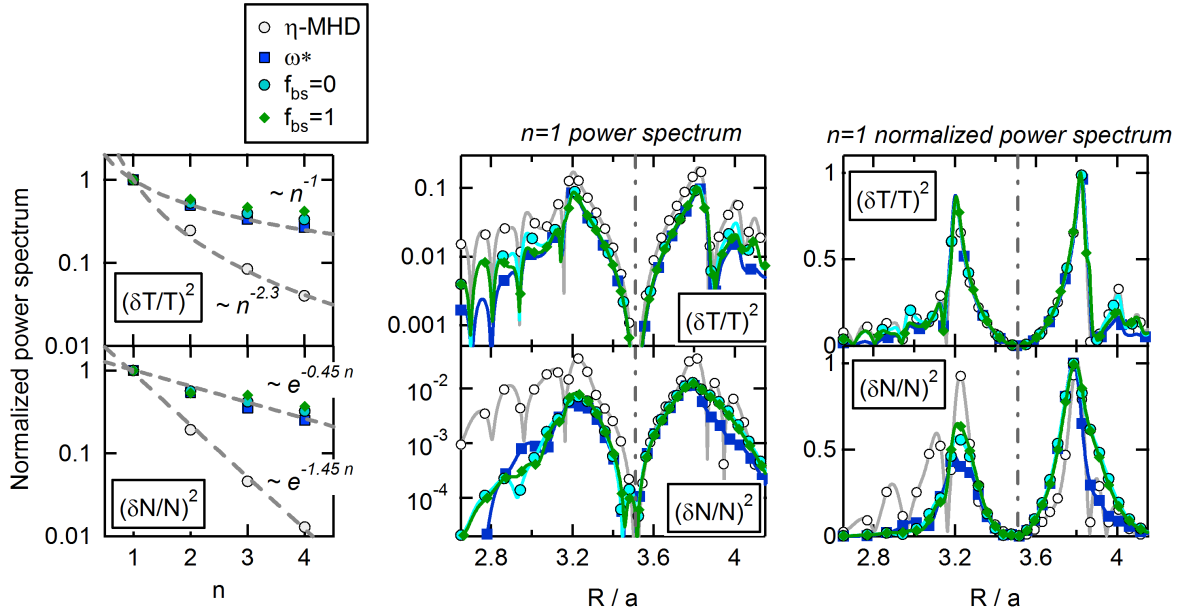 η-MHD
ω*
f_bs=0
f_bs=1
n=1 power spectrum
n=1 normalized power spectrum
Normalized power spectrum
1
0.1
0.01
~ n^-1
~ n^-2.3
(δT/T)^2
1
0.1
0.01
~ e^-0.45 n
~ e^-1.45 n
(δN/N)^2
1 2 3 4
n
0.1
0.01
0.001
(δT/T)^2
10^-2
10^-3
10^-4
(δN/N)^2
2.8 3.2 3.6 4
R / a
1
0.5
0
(δT/T)^2
1
0.5
0
(δN/N)^2
2.8 3.2 3.6 4
R / a